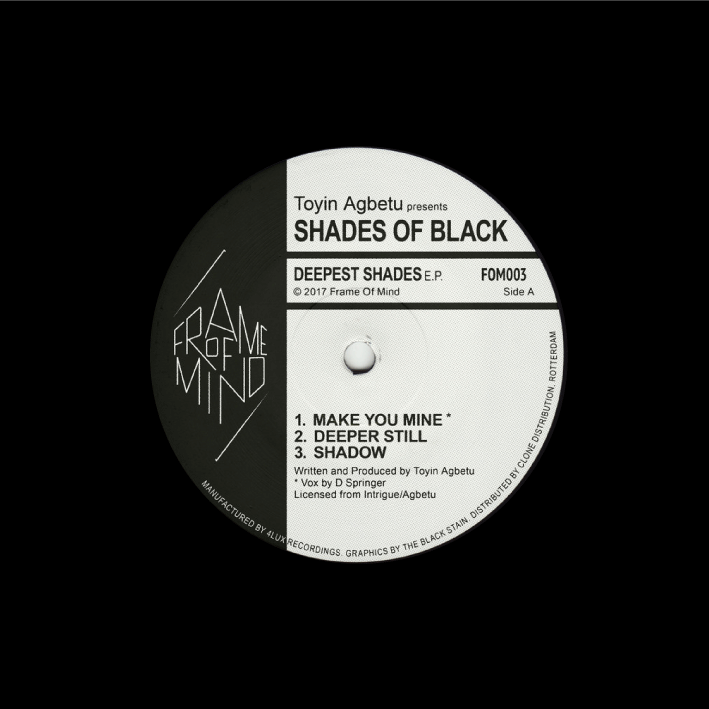 Toyin Agbetu presents
SHADES OF BLACK
DEEPEST SHADES E.P. FOM003
© 2017 Frame Of Mind Side A
FRAME
OF
MIND
1. MAKE YOU MINE *
2. DEEPER STILL
3. SHADOW
Written and Produced by Toyin Agbetu
* Vox by D Springer
Licensed from Intrigue/Agbetu
MANUFACTURED BY 4LUX RECORDINGS. GRAPHICS BY THE BLACK STAIN. DISTRIBUTED BY CLONE DISTRIBUTION. ROTTERDAM